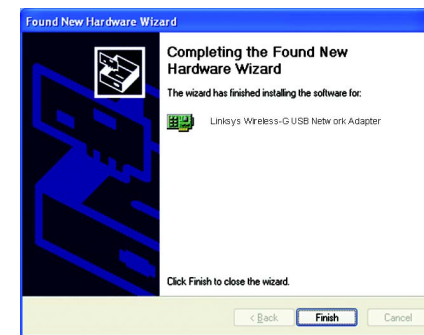 Found New Hardware Wizard
Completing the Found New
Hardware Wizard
The wizard has finished installing the software for:
Linksys Wireless-G USB Network Adapter
Click Finish to close the wizard.
< Back
Finish
Cancel